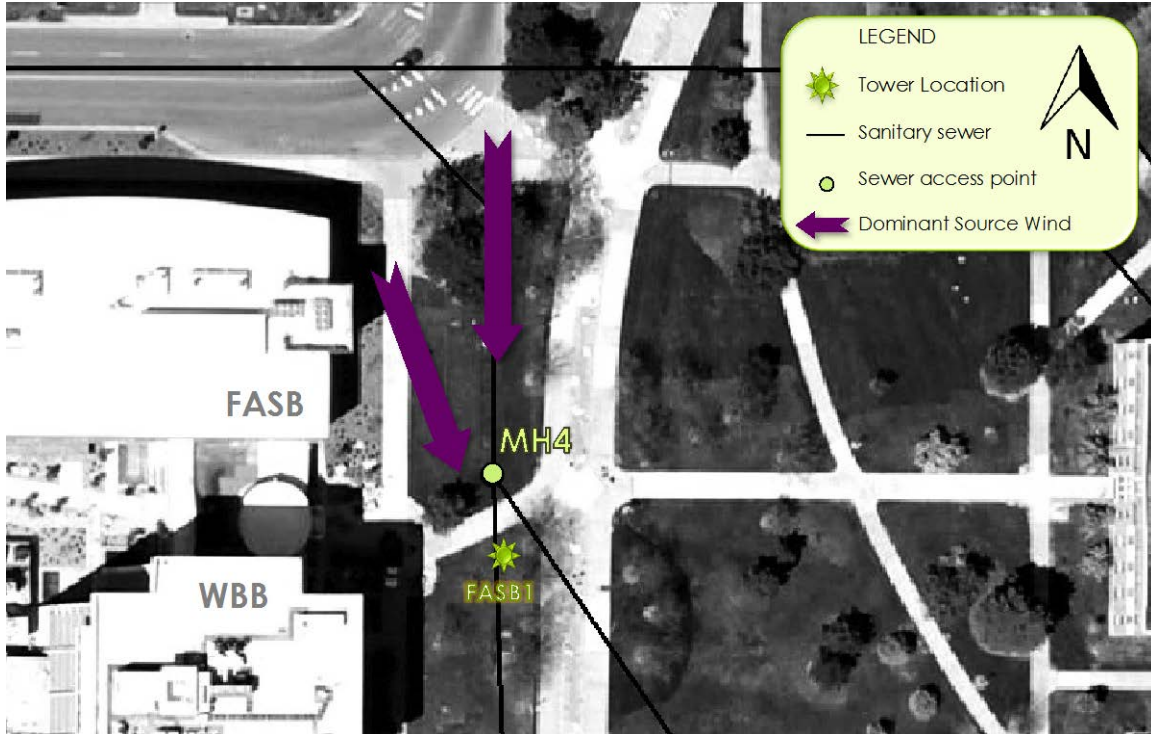 LEGEND
Tower Location
Sanitary sewer
N
Sewer access point
Dominant Source Wind
FASB
MH4
FASB1
WBB